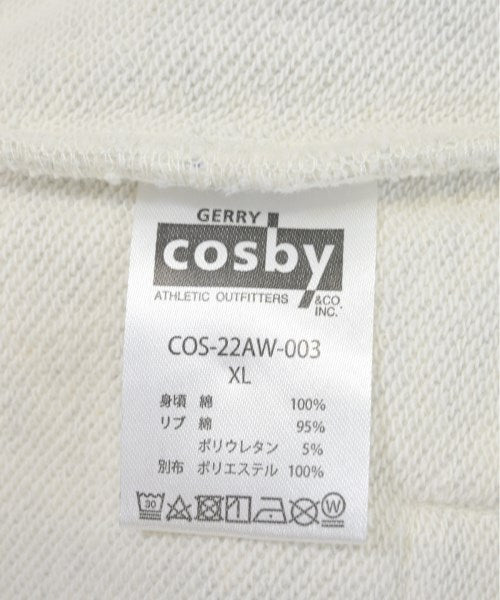 GERRY
cosby
ATHLETIC OUTFITTERS &CO. INC.
COS-22AW-003
XL
身頃 綿 100%
リブ 綿 95%
ポリウレタン 5%
別布 ポリエステル 100%
30 W